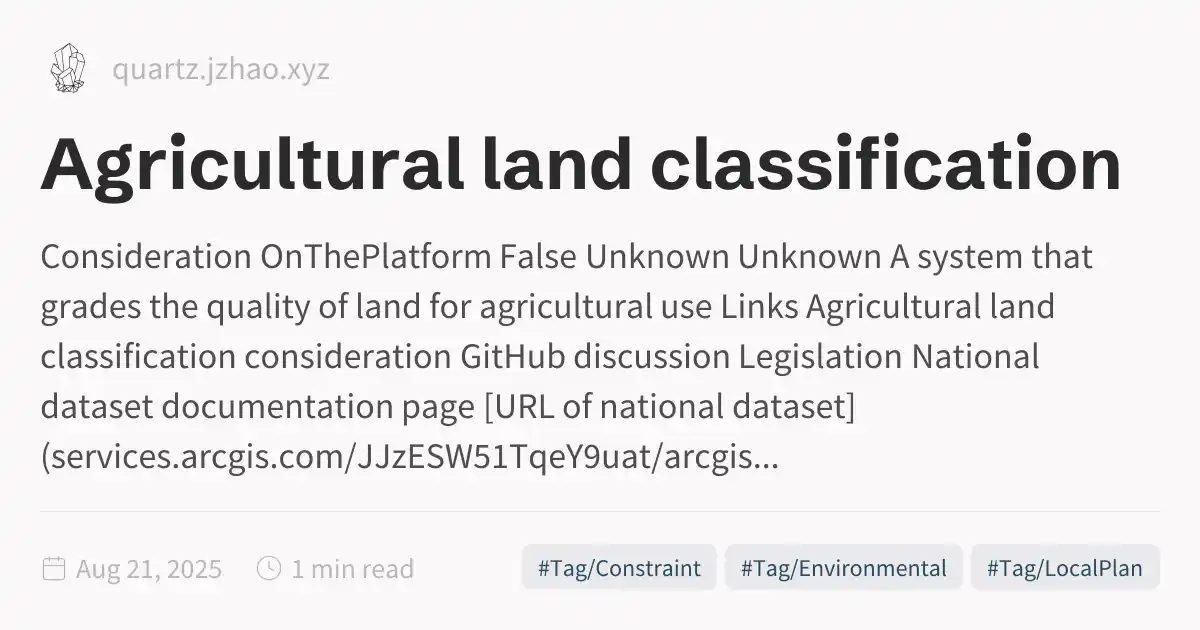 quartz.jzhao.xyz
Agricultural land classification
Consideration OnThePlatform False Unknown Unknown A system that
grades the quality of land for agricultural use Links Agricultural land
classification consideration GitHub discussion Legislation National
dataset documentation page [URL of national dataset]
(services.arcgis.com/JJzESW51TqeY9uat/arcgis...
Aug 21, 2025 1 min read #Tag/Constraint #Tag/Environmental #Tag/LocalPlan